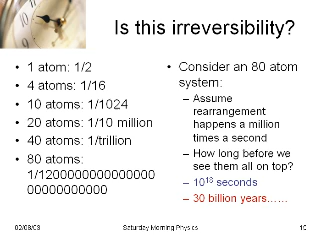 Is this irreversibility?
• 1 atom: 1/2
• 4 atoms: 1/16
• 10 atoms: 1/1024
• 20 atoms: 1/10 million
• 40 atoms: 1/trillion
• 80 atoms:
1/1200000000000000
00000000000
• Consider an 80 atom
system:
– Assume
rearrangement
happens a million
times a second
– How long before we
see them all on top?
– 10¹⁸ seconds
– 30 billion years……
02/08/03
Saturday Morning Physics